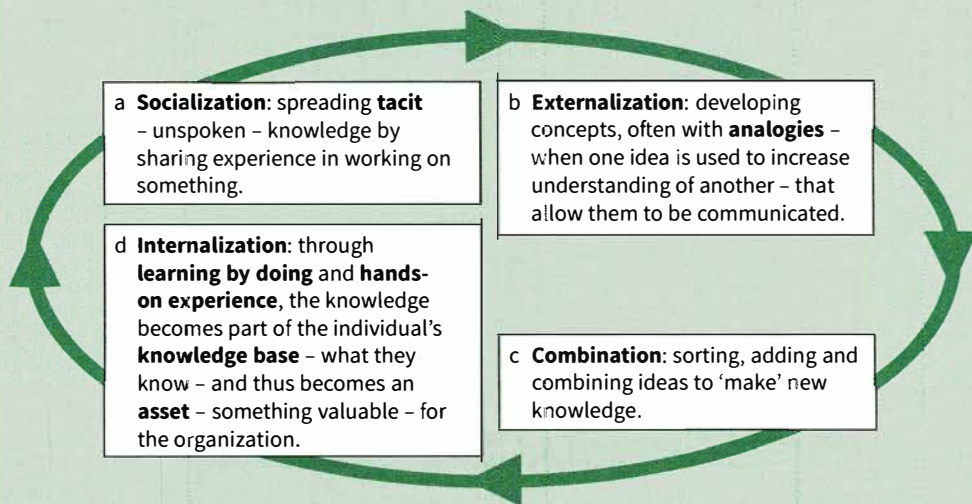 a Socialization: spreading tacit
– unspoken – knowledge by
sharing experience in working on
something.
b Externalization: developing
concepts, often with analogies –
when one idea is used to increase
understanding of another – that
allow them to be communicated.
c Combination: sorting, adding and
combining ideas to ‘make’ new
knowledge.
d Internalization: through
learning by doing and hands-
on experience, the knowledge
becomes part of the individual’s
knowledge base – what they
know – and thus becomes an
asset – something valuable – for
the organization.